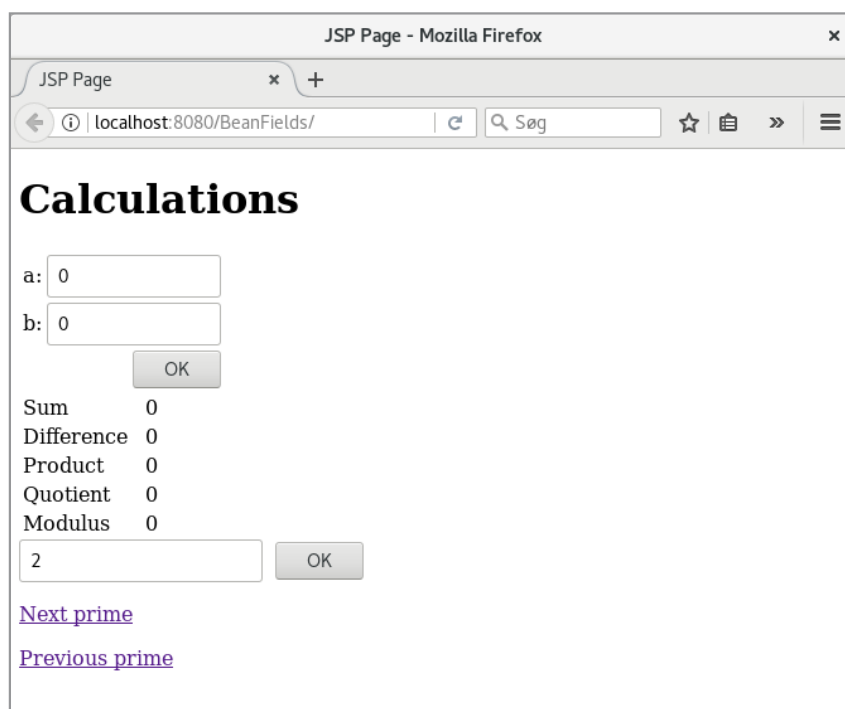 JSP Page - Mozilla Firefox
JSP Page
localhost:8080/BeanFields/
Søg
Calculations
a: 0
b: 0
OK
Sum 0
Difference 0
Product 0
Quotient 0
Modulus 0
2 OK
Next prime
Previous prime